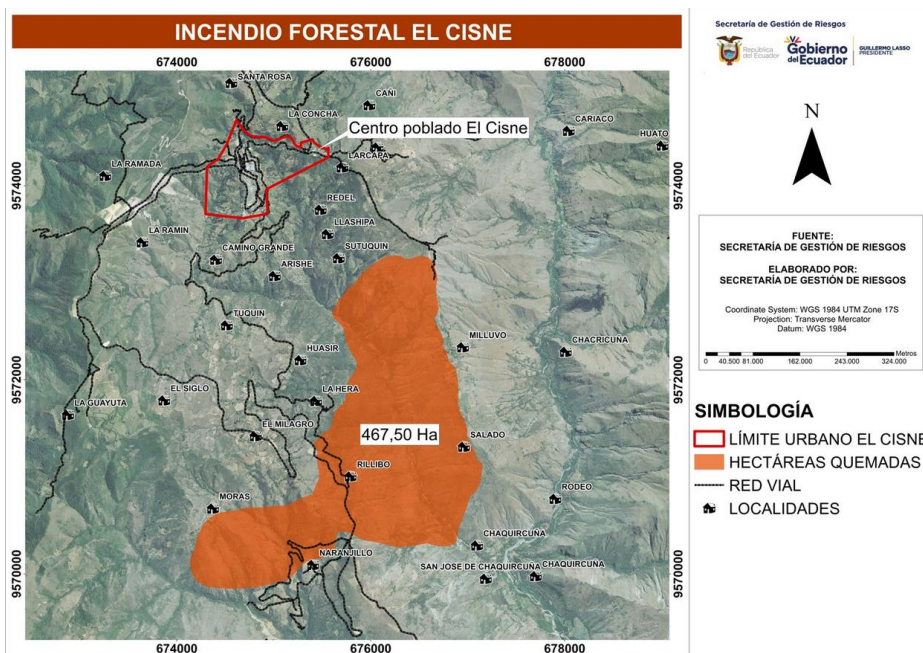 INCENDIO FORESTAL EL CISNE
Secretaría de Gestión de Riesgos
República
del Ecuador
Gobierno
del Ecuador
GUILLERMO LASSO
PRESIDENTE
674000
676000
678000
SANTA ROSA
CAÑI
LA CONCHA
CARIACO
Centro poblado El Cisne
HUATO
LARCAPA
LA RAMADA
9574000
9574000
REDEL
LLASHIPA
LA RAMIN
CAMINO GRANDE
SUTUQUIN
ARISHE
TUQUIN
MILLUVO
CHACRICUNA
HUASIR
9572000
9572000
EL SIGLO
LA HERA
LA GUAYUTA
EL MILAGRO
467,50 Ha
SALADO
RILLIBO
RODEO
MORAS
CHAQUIRCUNA
NARANJILLO
SAN JOSE DE CHAQUIRCUNA
CHAQUIRCUNA
9570000
9570000
674000
676000
678000
N
FUENTE:
SECRETARÍA DE GESTIÓN DE RIESGOS
ELABORADO POR:
SECRETARÍA DE GESTIÓN DE RIESGOS
Coordinate System: WGS 1984 UTM Zone 17S
Projection: Transverse Mercator
Datum: WGS 1984
Metros
0 40.500 81.000 162.000 243.000 324.000
SIMBOLOGÍA
LÍMITE URBANO EL CISNE
HECTÁREAS QUEMADAS
RED VIAL
LOCALIDADES